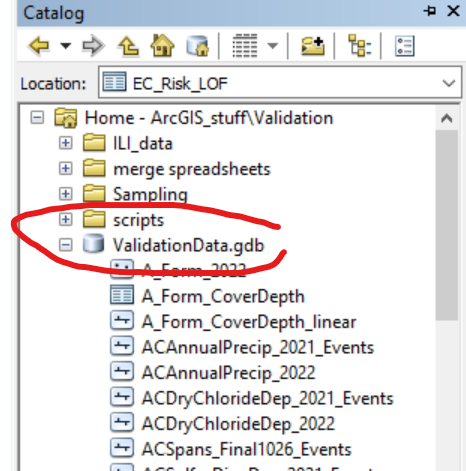 Catalog
Location: EC_Risk_LOF
Home - ArcGIS_stuff\Validation
ILI_data
merge spreadsheets
Sampling
scripts
ValidationData.gdb
A_Form_2022
A_Form_CoverDepth
A_Form_CoverDepth_linear
ACAnnualPrecip_2021_Events
ACAnnualPrecip_2022
ACDryChlorideDep_2021_Events
ACDryChlorideDep_2022
ACSpans_Final1026_Events